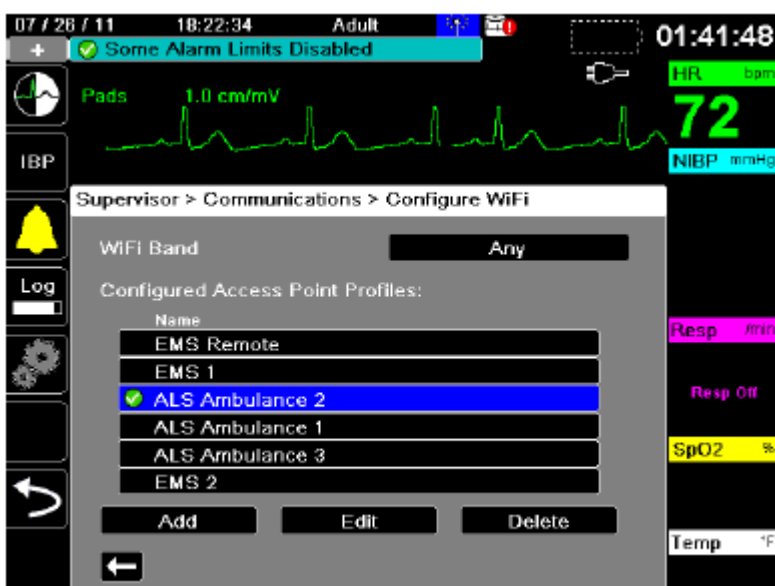 07 / 28 / 11 18:22:34 Adult
Some Alarm Limits Disabled
01:41:48
HR bpm
Pads 1.0 cm/mV
72
IBP
NIBP mmHg
Supervisor > Communications > Configure WiFi
WiFi Band Any
Log
Configured Access Point Profiles:
Name
EMS Remote
EMS 1
ALS Ambulance 2
ALS Ambulance 1
ALS Ambulance 3
EMS 2
Resp /min
Resp Off
SpO2 %
Add Edit Delete
Temp °F